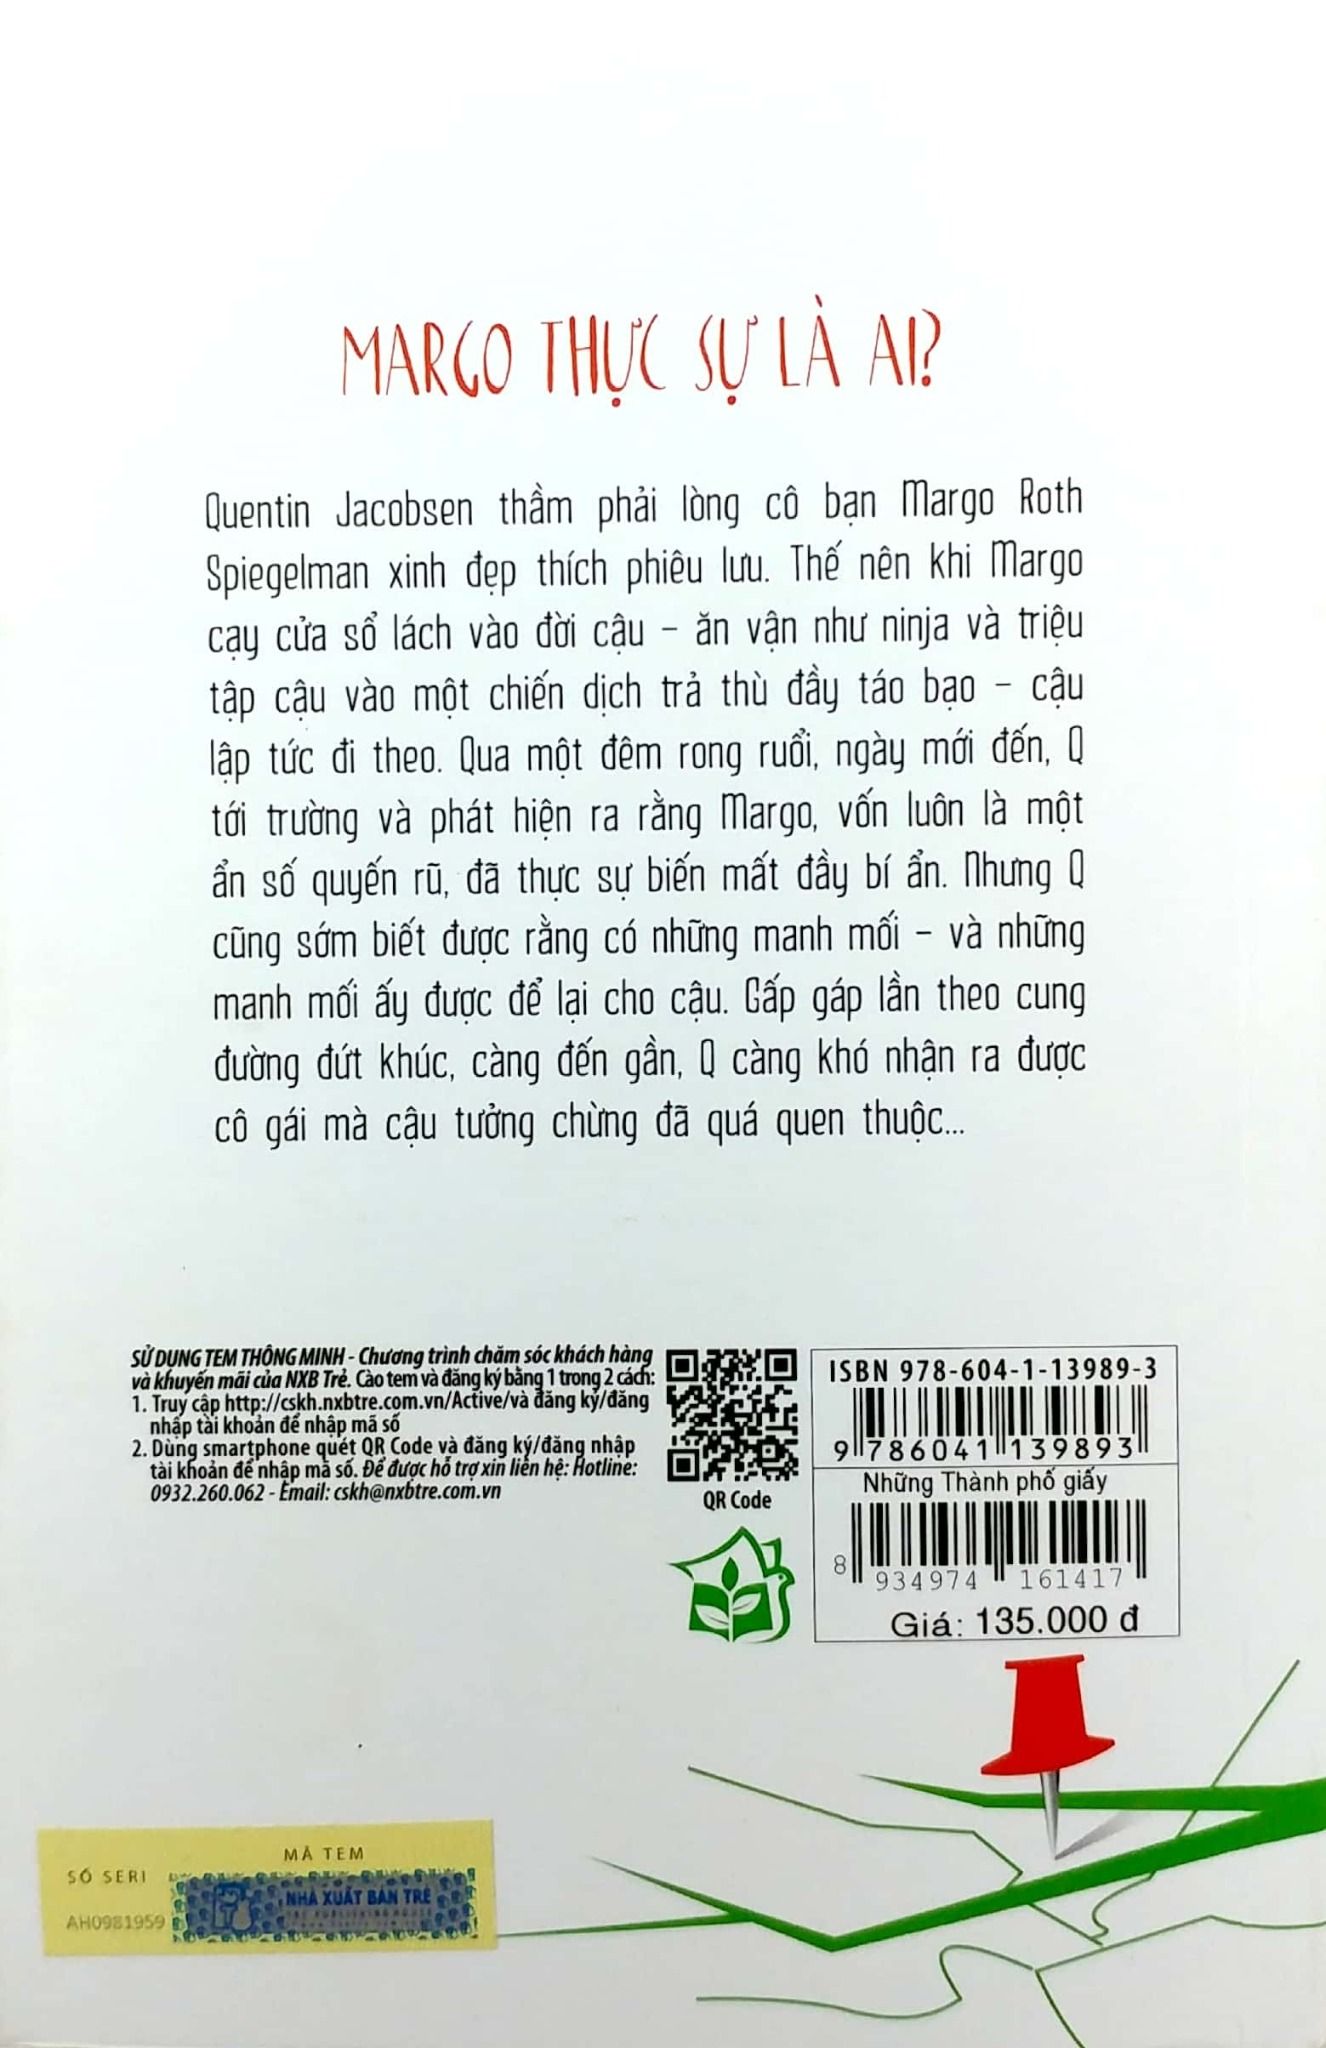 MARGO THỰC SỰ LÀ AI?
Quentin Jacobsen thầm phải lòng cô bạn Margo Roth
Spiegelman xinh đẹp thích phiêu lưu. Thế nên khi Margo
cạy cửa sổ lách vào đời cậu – ăn vận như ninja và triệu
tập cậu vào một chiến dịch trả thù đầy táo bạo – cậu
lập tức đi theo. Qua một đêm rong ruổi, ngày mới đến, Q
tới trường và phát hiện ra rằng Margo, vốn luôn là một
ẩn số quyến rũ, đã thực sự biến mất đầy bí ẩn. Nhưng Q
cũng sớm biết được rằng có những manh mối – và những
manh mối ấy được để lại cho cậu. Gấp gáp lần theo cung
đường đứt khúc, càng đến gần, Q càng khó nhận ra được
cô gái mà cậu tưởng chừng đã quá quen thuộc...
SỬ DỤNG TEM THÔNG MINH - Chương trình chăm sóc khách hàng
và khuyến mãi của NXB Trẻ. Cào tem và đăng ký bằng 1 trong 2 cách:
1. Truy cập http://cskh.nxbtre.com.vn/Active/và đăng ký/đăng
nhập tài khoản để nhập mã số
2. Dùng smartphone quét QR Code và đăng ký/đăng nhập
tài khoản để nhập mã số. Để được hỗ trợ xin liên hệ: Hotline:
0932.260.062 - Email: cskh@nxbtre.com.vn
QR Code
ISBN 978-604-1-13989-3
9 786041 139893
Những Thành phố giấy
8 934974 161417
Giá: 135.000 đ
MÃ TEM
SỐ SERI
NHÀ XUẤT BẢN TRẺ
AH0981959